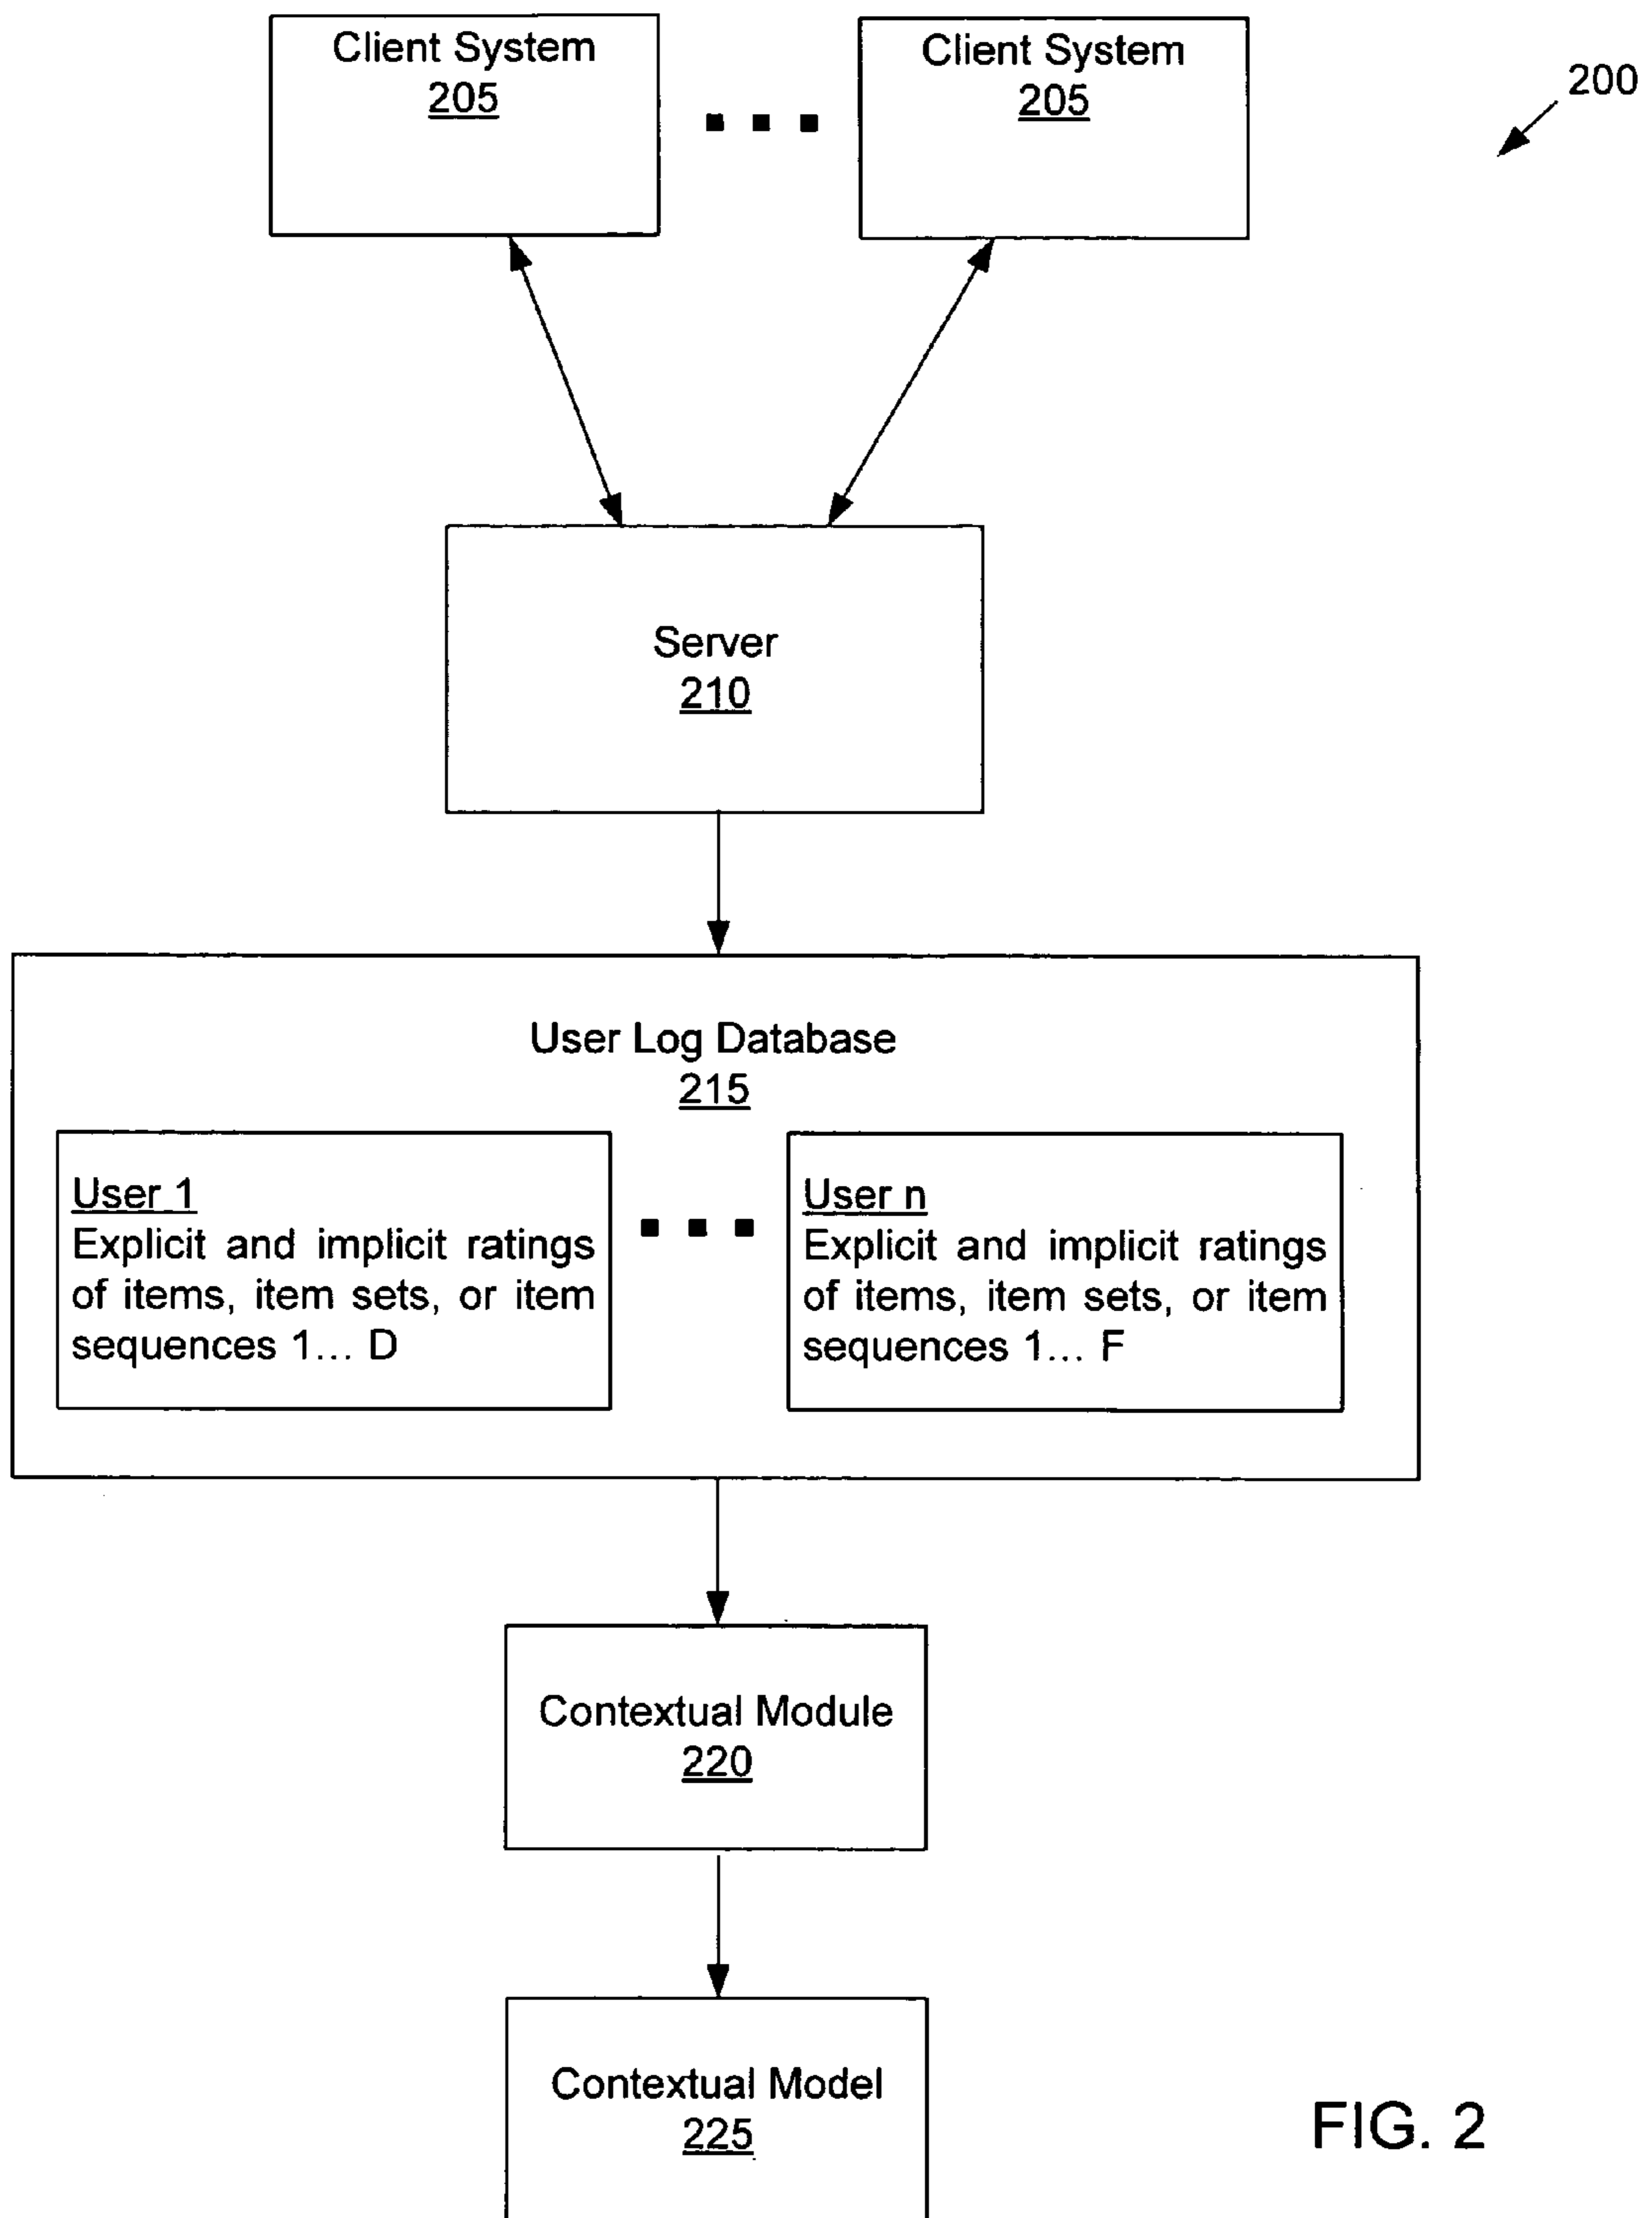 Client System
205
Client System
205
200
Server
210
User Log Database
215
User 1
Explicit and implicit ratings
of items, item sets, or item
sequences 1... D
User n
Explicit and implicit ratings
of items, item sets, or item
sequences 1... F
Contextual Module
220
Contextual Model
225
FIG. 2